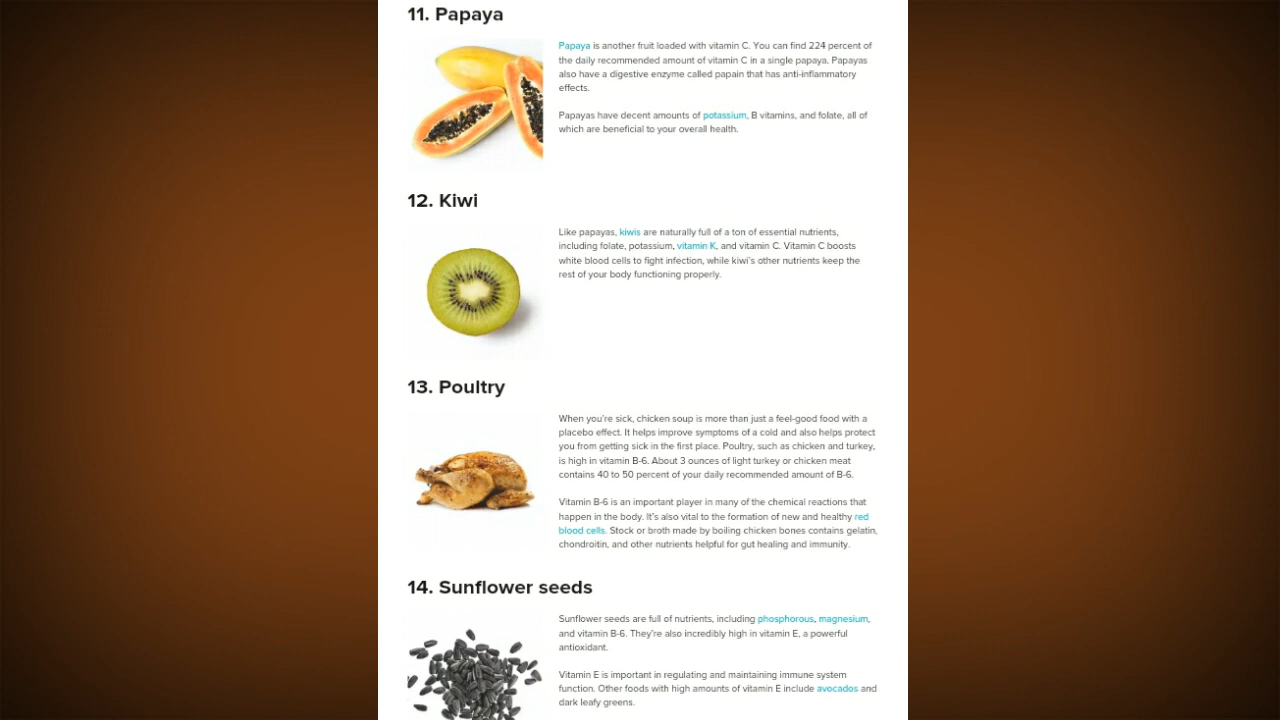 11. Papaya
Papaya is another fruit loaded with vitamin C. You can find 224 percent of
the daily recommended amount of vitamin C in a single papaya. Papayas
also have a digestive enzyme called papain that has anti-inflammatory
effects.
Papayas have decent amounts of potassium, B vitamins, and folate, all of
which are beneficial to your overall health.
12. Kiwi
Like papayas, kiwis are naturally full of a ton of essential nutrients,
including folate, potassium, vitamin K, and vitamin C. Vitamin C boosts
white blood cells to fight infection, while kiwi's other nutrients keep the
rest of your body functioning properly.
13. Poultry
When you're sick, chicken soup is more than just a feel-good food with a
placebo effect. It helps improve symptoms of a cold and also helps protect
you from getting sick in the first place. Poultry, such as chicken and turkey,
is high in vitamin B-6. About 3 ounces of light turkey or chicken meat
contains 40 to 50 percent of your daily recommended amount of B-6.
Vitamin B-6 is an important player in many of the chemical reactions that
happen in the body. It's also vital to the formation of new and healthy red
blood cells. Stock or broth made by boiling chicken bones contains gelatin,
chondroitin, and other nutrients helpful for gut healing and immunity.
14. Sunflower seeds
Sunflower seeds are full of nutrients, including phosphorous, magnesium,
and vitamin B-6. They're also incredibly high in vitamin E, a powerful
antioxidant.
Vitamin E is important in regulating and maintaining immune system
function. Other foods with high amounts of vitamin E include avocados and
dark leafy greens.